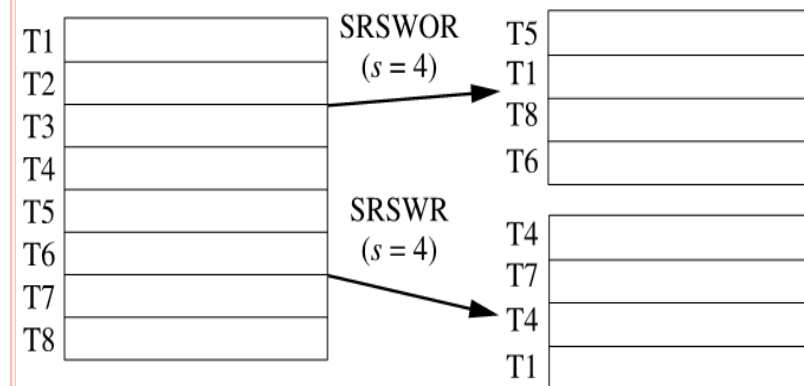 T1
T2
T3
T4
T5
T6
T7
T8
SRSWOR
(s = 4)
SRSWR
(s = 4)
T5
T1
T8
T6
T4
T7
T4
T1